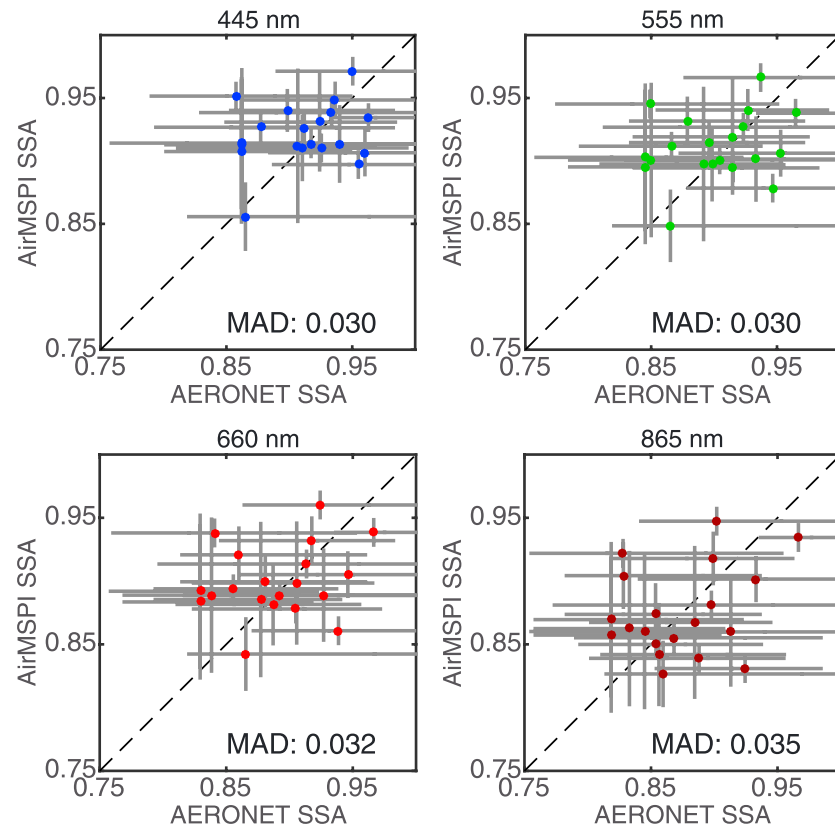 445 nm
0.95
0.85
0.75
AirMSPI SSA
MAD: 0.030
0.75 0.85 0.95
AERONET SSA
555 nm
0.95
0.85
0.75
AirMSPI SSA
MAD: 0.030
0.75 0.85 0.95
AERONET SSA
660 nm
0.95
0.85
0.75
AirMSPI SSA
MAD: 0.032
0.75 0.85 0.95
AERONET SSA
865 nm
0.95
0.85
0.75
AirMSPI SSA
MAD: 0.035
0.75 0.85 0.95
AERONET SSA